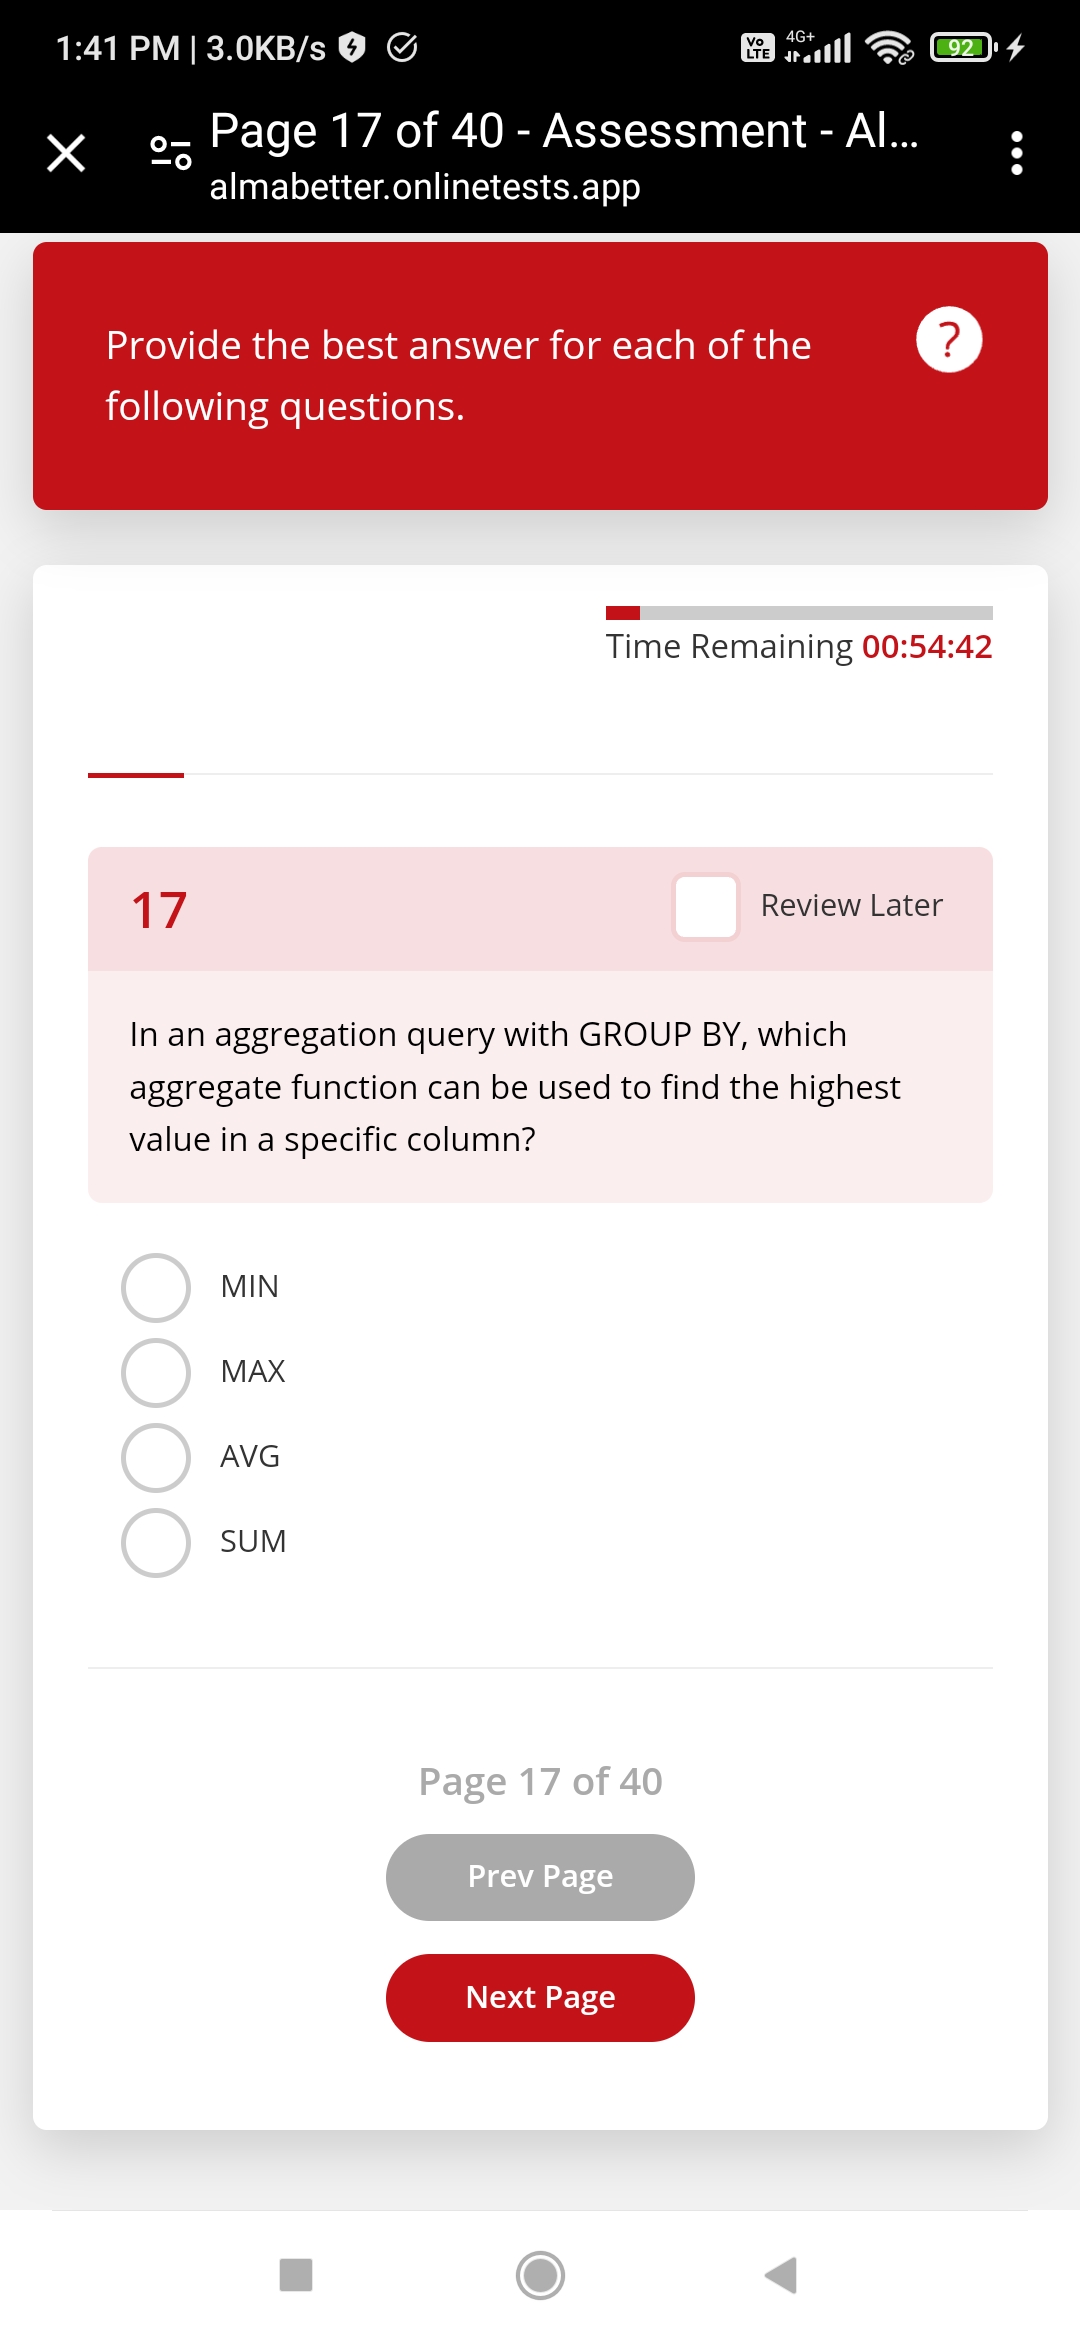 1:41 PM | 3.0KB/s
Vo LTE 4G+ 92
Page 17 of 40 - Assessment - Al...
almabetter.onlinetests.app
Provide the best answer for each of the
following questions.
?
Time Remaining 00:54:42
17
Review Later
In an aggregation query with GROUP BY, which
aggregate function can be used to find the highest
value in a specific column?
MIN
MAX
AVG
SUM
Page 17 of 40
Prev Page
Next Page